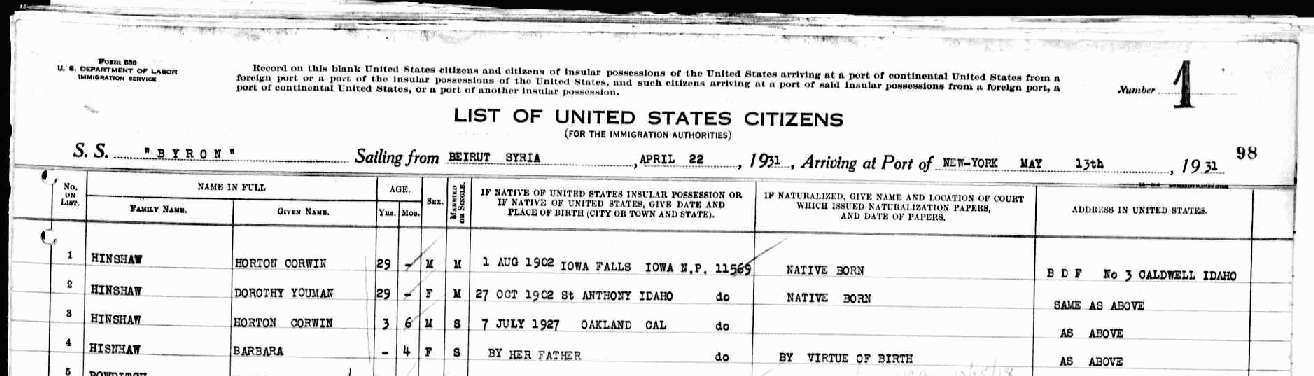 Form 630
U. S. DEPARTMENT OF LABOR
IMMIGRATION SERVICE
Record on this blank United States citizens and citizens of insular possessions of the United States arriving at a port of continental United States from a
foreign port or a port of the insular possessions of the United States, and such citizens arriving at a port of said insular possessions from a foreign port, a
port of continental United States, or a port of another insular possession.
Number 1
LIST OF UNITED STATES CITIZENS
(FOR THE IMMIGRATION AUTHORITIES)
S. S. "BYRON" Sailing from BEIRUT SYRIA, APRIL 22, 1931, Arriving at Port of NEW-YORK MAY 13th, 1931 98
No. ON LIST. NAME IN FULL AGE. SEX. MARRIED OR SINGLE. IF NATIVE OF UNITED STATES INSULAR POSSESSION OR IF NATIVE OF UNITED STATES, GIVE DATE AND PLACE OF BIRTH (CITY OR TOWN AND STATE). IF NATURALIZED, GIVE NAME AND LOCATION OF COURT WHICH ISSUED NATURALIZATION PAPERS, AND DATE OF PAPERS. ADDRESS IN UNITED STATES.
FAMILY NAME. GIVEN NAME. Yrs. Mos.
1 HINSHAW HORTON CORWIN 29 - M M 1 AUG 1902 IOWA FALLS IOWA N.P. 11569 NATIVE BORN B D F No 3 CALDWELL IDAHO
2 HINSHAW DOROTHY YOUMAN 29 - F M 27 OCT 1902 St ANTHONY IDAHO do NATIVE BORN SAME AS ABOVE
3 HINSHAW HORTON CORWIN 3 6 M S 7 JULY 1927 OAKLAND CAL do AS ABOVE
4 HISNHAW BARBARA - 4 F S BY HER FATHER do BY VIRTUE OF BIRTH AS ABOVE
5